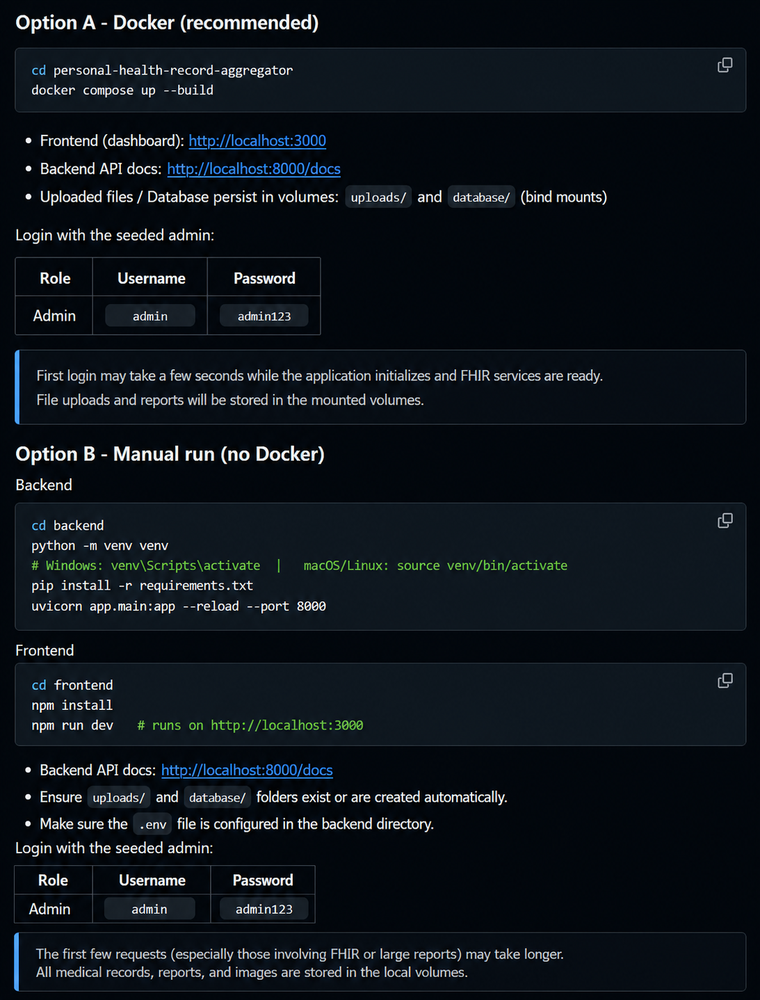 Option A - Docker (recommended)
cd personal-health-record-aggregator
docker compose up --build
Frontend (dashboard): http://localhost:3000
Backend API docs: http://localhost:8000/docs
Uploaded files / Database persist in volumes: uploads/ and database/ (bind mounts)
Login with the seeded admin:
Role Username Password
Admin admin admin123
First login may take a few seconds while the application initializes and FHIR services are ready.
File uploads and reports will be stored in the mounted volumes.
Option B - Manual run (no Docker)
Backend
cd backend
python -m venv venv
# Windows: venv\Scripts\activate | macOS/Linux: source venv/bin/activate
pip install -r requirements.txt
uvicorn app.main:app --reload --port 8000
Frontend
cd frontend
npm install
npm run dev # runs on http://localhost:3000
Backend API docs: http://localhost:8000/docs
Ensure uploads/ and database/ folders exist or are created automatically.
Make sure the .env file is configured in the backend directory.
Login with the seeded admin:
Role Username Password
Admin admin admin123
The first few requests (especially those involving FHIR or large reports) may take longer.
All medical records, reports, and images are stored in the local volumes.